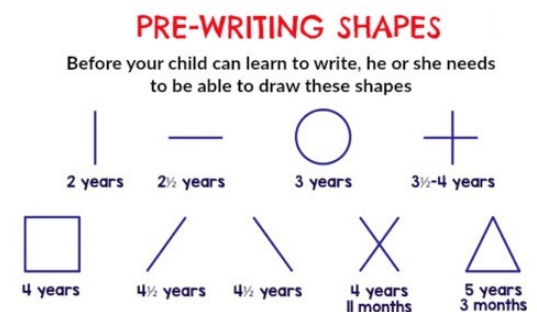 PRE-WRITING SHAPES
Before your child can learn to write, he or she needs
to be able to draw these shapes
2 years
2½ years
3 years
3½-4 years
4 years
4½ years
4½ years
4 years
11 months
5 years
3 months